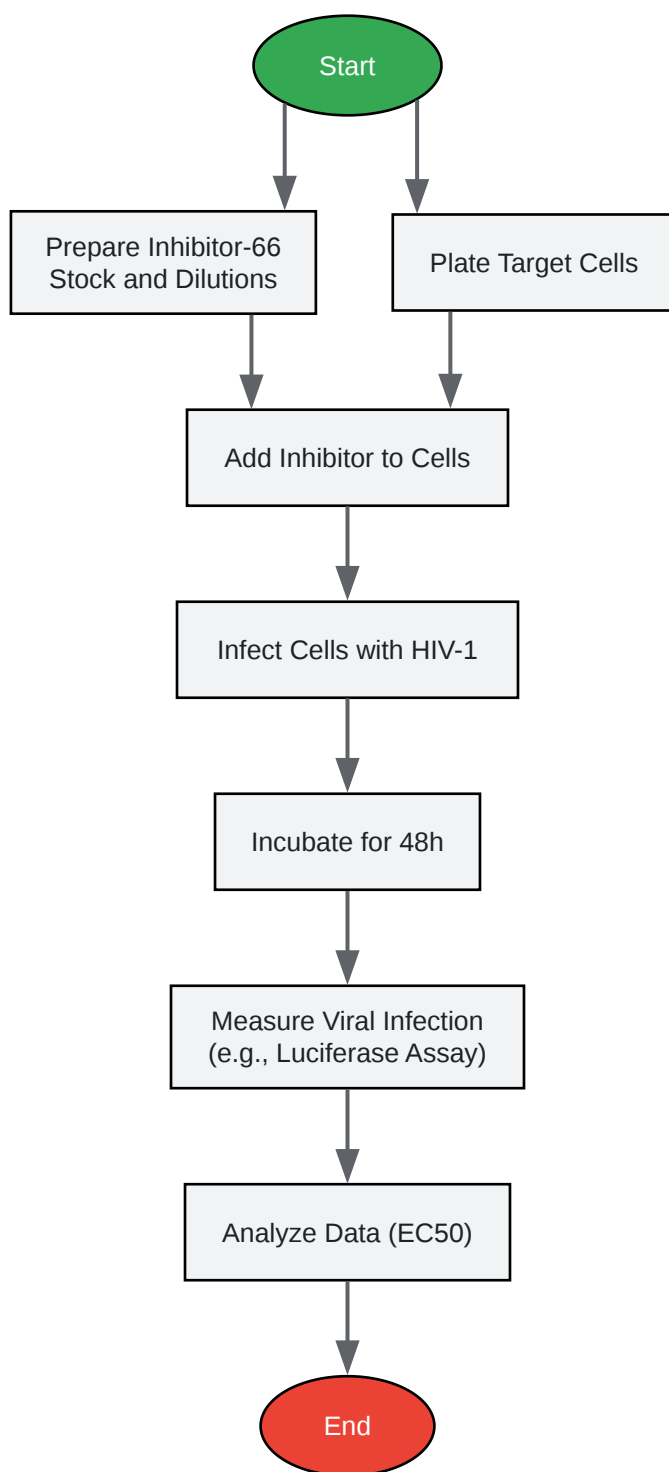 Start
Prepare Inhibitor-66
Stock and Dilutions
Plate Target Cells
Add Inhibitor to Cells
Infect Cells with HIV-1
Incubate for 48h
Measure Viral Infection
(e.g., Luciferase Assay)
Analyze Data (EC50)
End